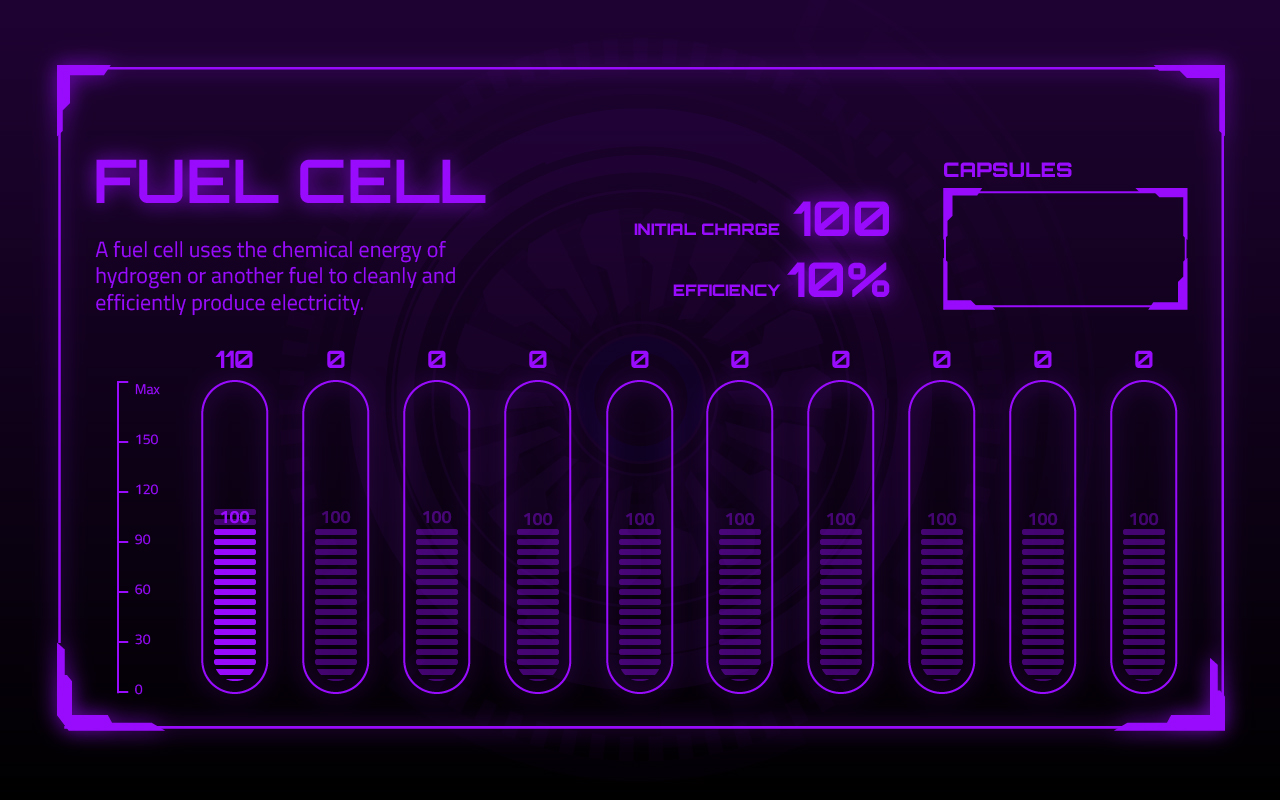 FUEL CELL
A fuel cell uses the chemical energy of
hydrogen or another fuel to cleanly and
efficiently produce electricity.
INITIAL CHARGE 100
EFFICIENCY 10%
CAPSULES
110 0 0 0 0 0 0 0 0 0
Max
150
120
100 100 100 100 100 100 100 100 100 100
90
60
30
0